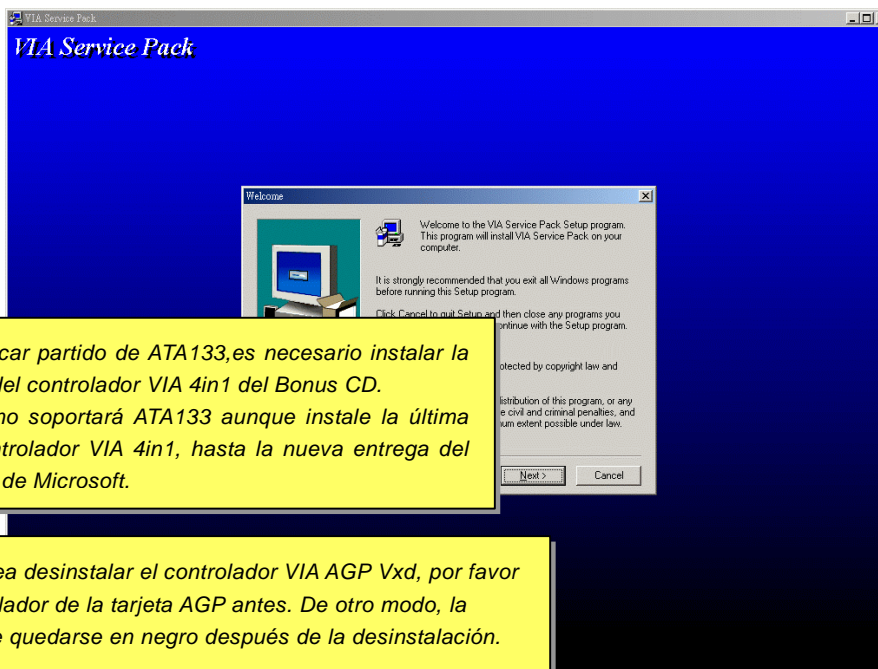 VIA Service Pack
VIA Service Pack
Welcome
Welcome to the VIA Service Pack Setup program.
This program will install VIA Service Pack on your
computer.
It is strongly recommended that you exit all Windows programs
before running this Setup program.
Click Cancel to quit Setup and then close any programs you
ontinue with the Setup program.
otected by copyright law and
istribution of this program, or any
e civil and criminal penalties, and
um extent possible under law.
Next >
Cancel
car partido de ATA133,es necesario instalar la
del controlador VIA 4in1 del Bonus CD.
no soportará ATA133 aunque instale la última
ntrolador VIA 4in1, hasta la nueva entrega del
de Microsoft.
ea desinstalar el controlador VIA AGP Vxd, por favor
lador de la tarjeta AGP antes. De otro modo, la
e quedarse en negro después de la desinstalación.